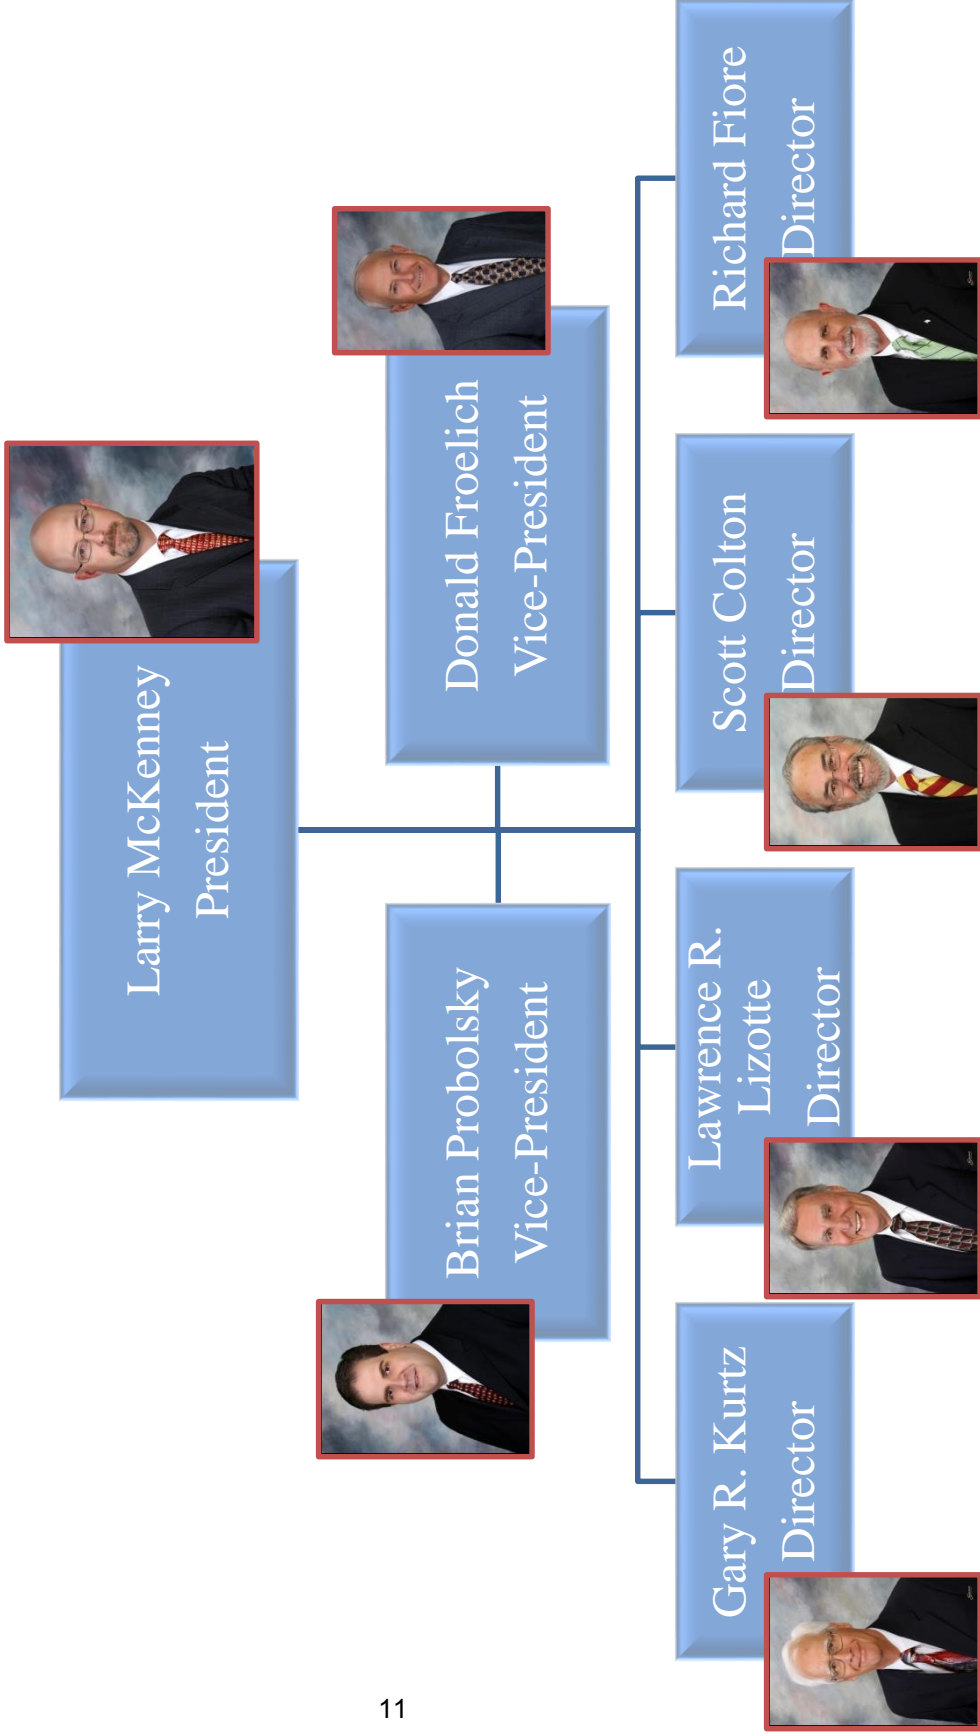 Larry McKenney
President
Brian Probolsky
Vice-President
Donald Froelich
Vice-President
Gary R. Kurtz
Director
Lawrence R.
Lizotte
Director
Scott Colton
Director
Richard Fiore
Director
11